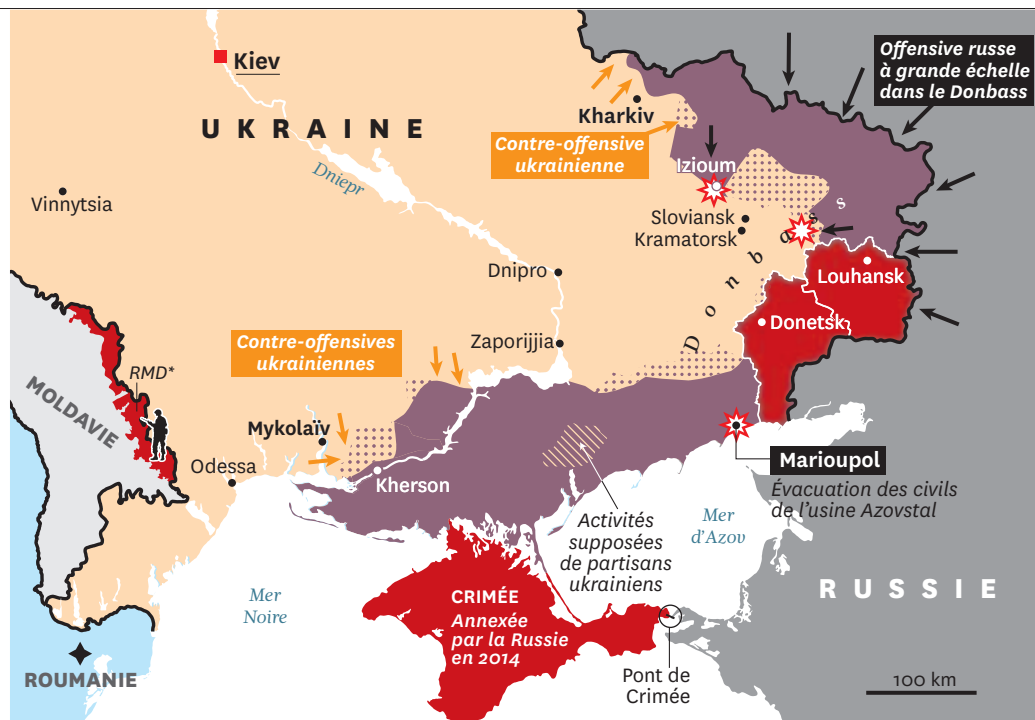 Kiev
UKRAINE
Dniepr
Vinnytsia
Offensive russe
à grande échelle
dans le Donbass
Kharkiv
Contre-offensive
ukrainienne
Izioum
Sloviansk
Kramatorsk
Donbass
Louhansk
Donetsk
Dnipro
Zaporijjia
Contre-offensives
ukrainiennes
RMD*
MOLDAVIE
Mykolaïv
Odessa
Kherson
Marioupol
Évacuation des civils
de l'usine Azovstal
Activités
supposées
de partisans
ukrainiens
Mer
d'Azov
Mer
Noire
RUSSIE
CRIMÉE
Annexée
par la Russie
en 2014
Pont de
Crimée
ROUMANIE
100 km